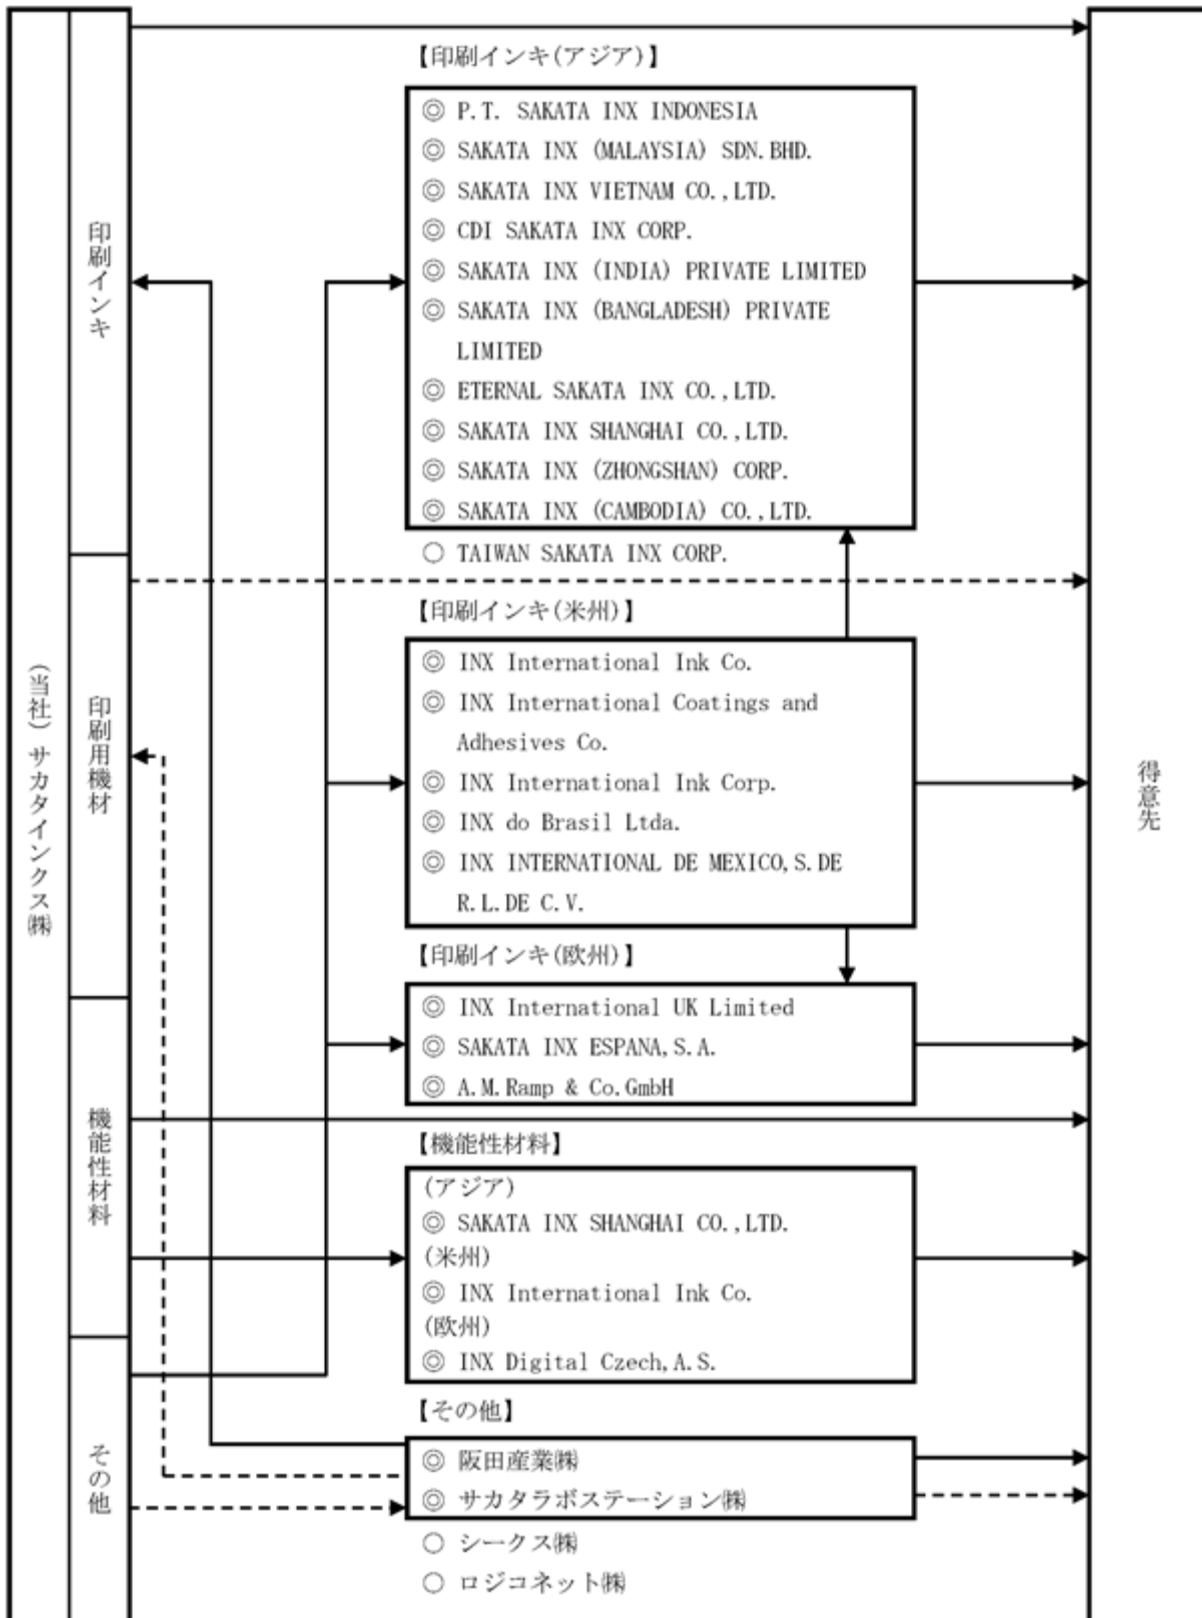 (当社) サカタインクス㈱
印刷インキ
印刷用機材
機能性材料
その他
【印刷インキ(アジア)】
◎ P.T. SAKATA INX INDONESIA
◎ SAKATA INX (MALAYSIA) SDN.BHD.
◎ SAKATA INX VIETNAM CO.,LTD.
◎ CDI SAKATA INX CORP.
◎ SAKATA INX (INDIA) PRIVATE LIMITED
◎ SAKATA INX (BANGLADESH) PRIVATE
LIMITED
◎ ETERNAL SAKATA INX CO.,LTD.
◎ SAKATA INX SHANGHAI CO.,LTD.
◎ SAKATA INX (ZHONGSHAN) CORP.
◎ SAKATA INX (CAMBODIA) CO.,LTD.
○ TAIWAN SAKATA INX CORP.
【印刷インキ(米州)】
◎ INX International Ink Co.
◎ INX International Coatings and
Adhesives Co.
◎ INX International Ink Corp.
◎ INX do Brasil Ltda.
◎ INX INTERNATIONAL DE MEXICO,S.DE
R.L.DE C.V.
【印刷インキ(欧州)】
◎ INX International UK Limited
◎ SAKATA INX ESPANA,S.A.
◎ A.M.Ramp & Co.GmbH
【機能性材料】
(アジア)
◎ SAKATA INX SHANGHAI CO.,LTD.
(米州)
◎ INX International Ink Co.
(欧州)
◎ INX Digital Czech,A.S.
【その他】
◎ 阪田産業㈱
◎ サカタラボステーション㈱
○ シークス㈱
○ ロジコネット㈱
得意先